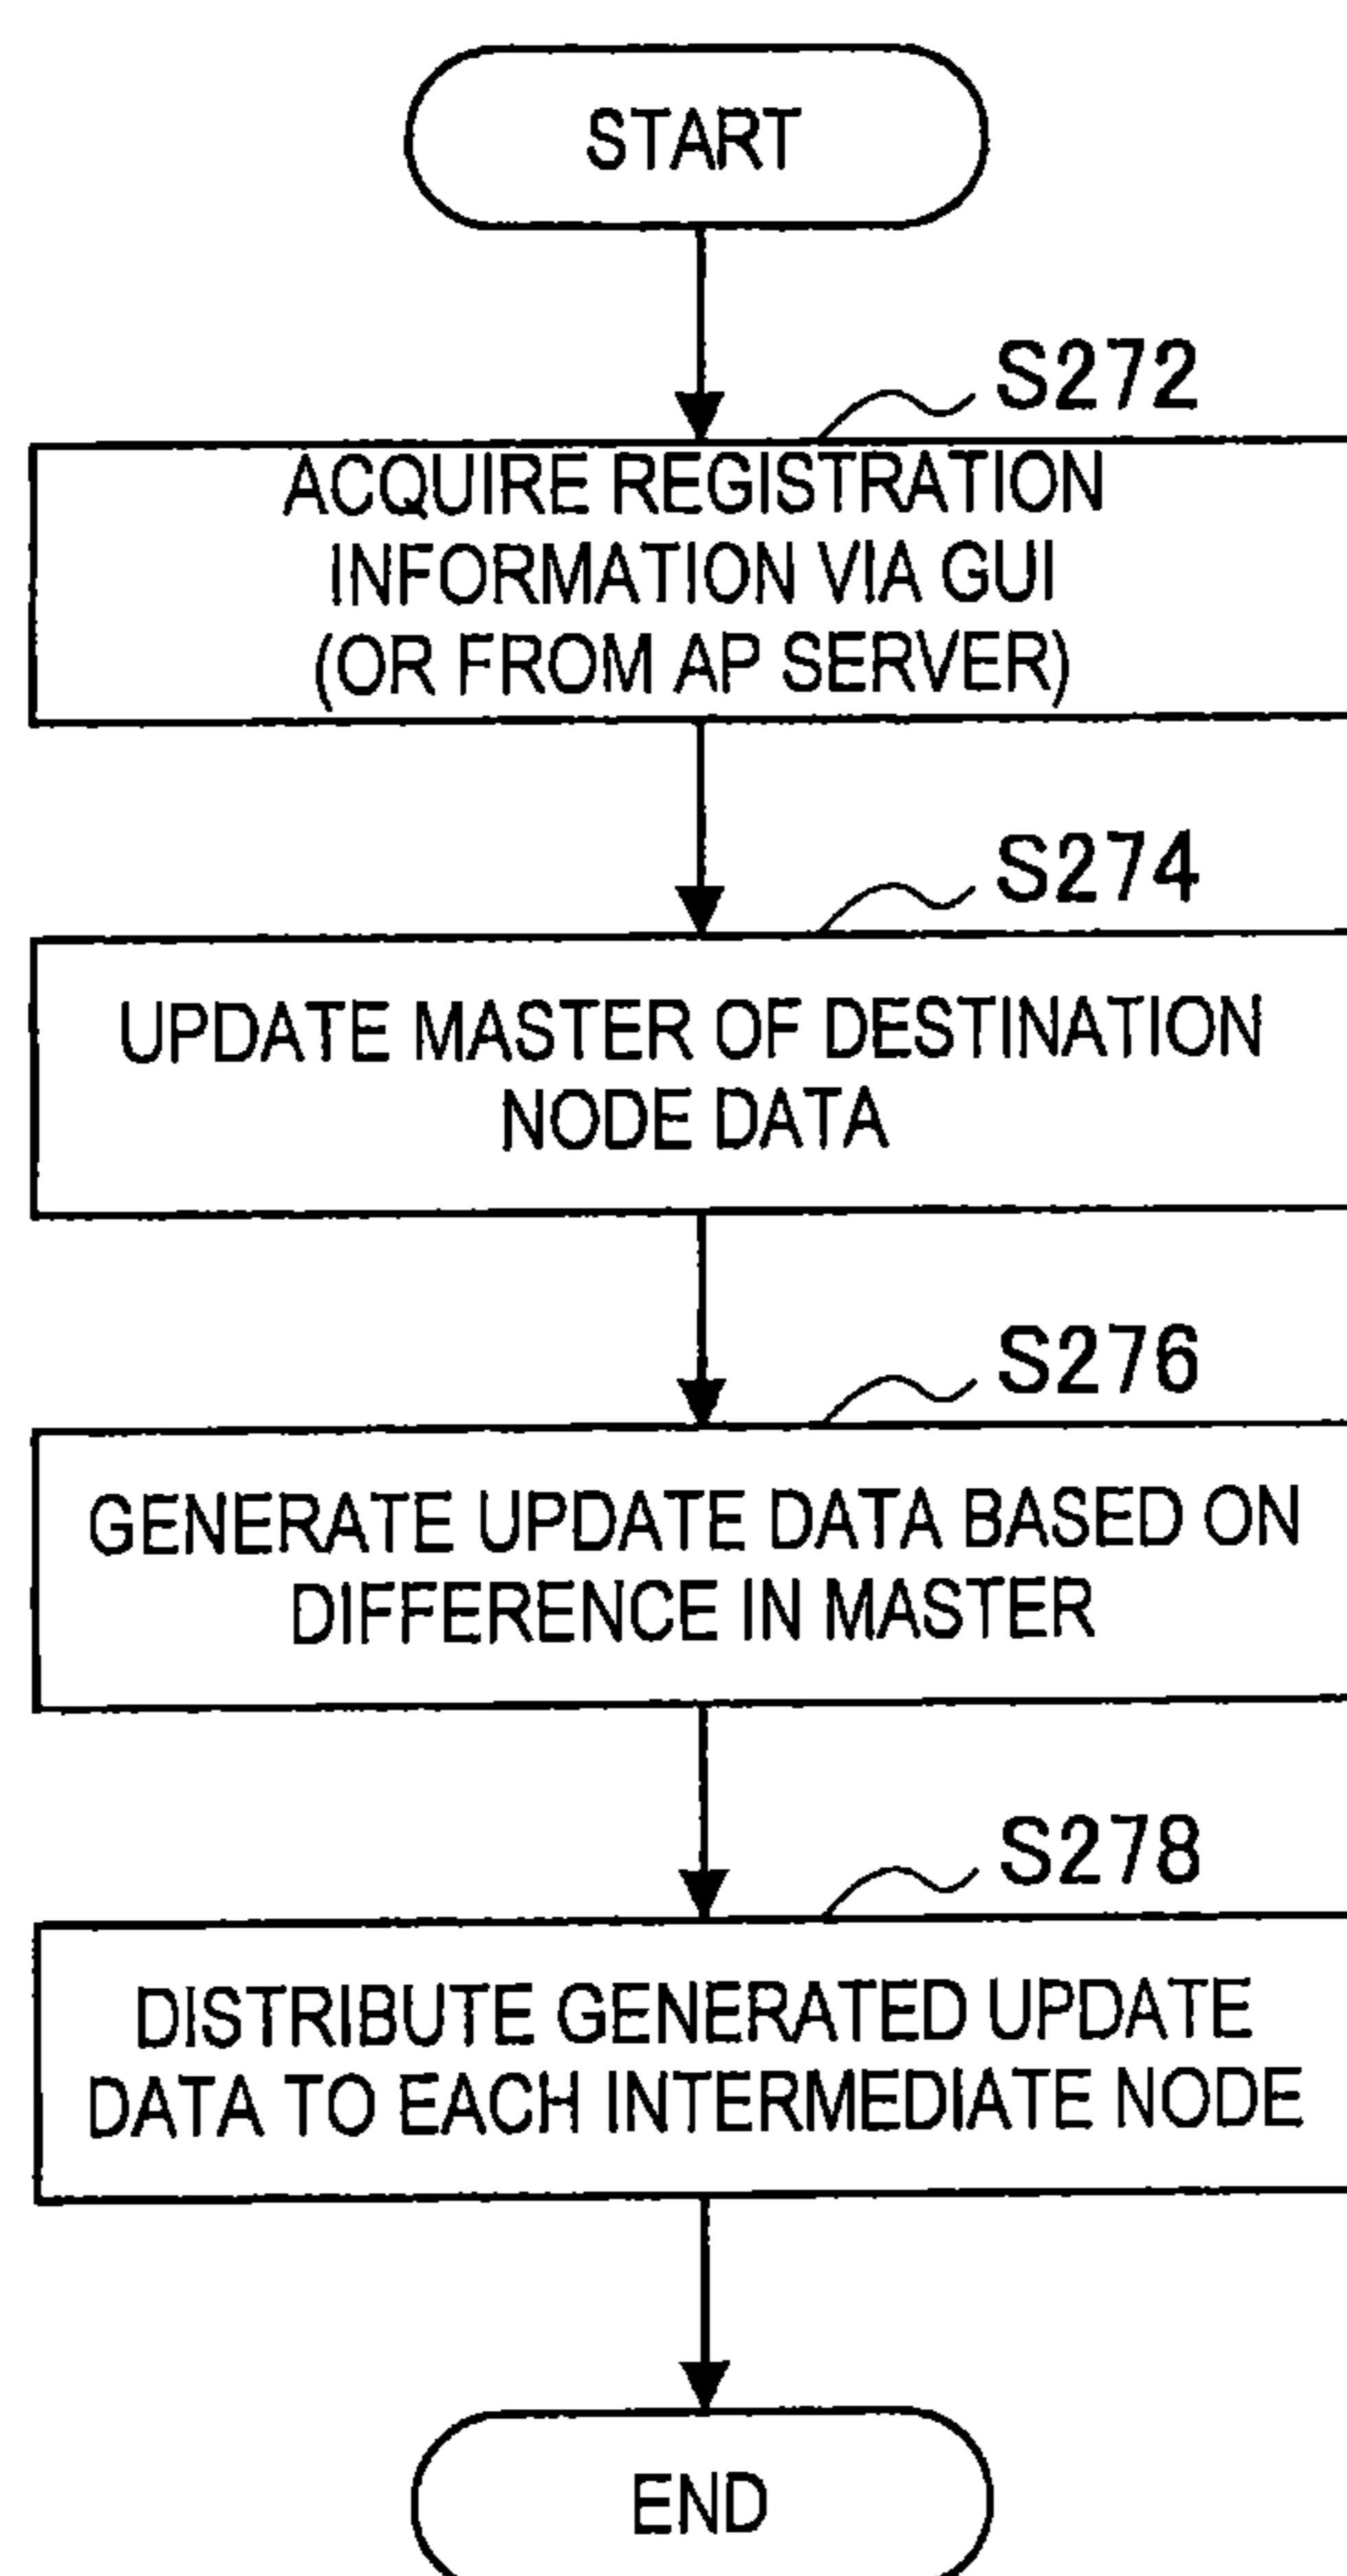 START
S272
ACQUIRE REGISTRATION
INFORMATION VIA GUI
(OR FROM AP SERVER)
S274
UPDATE MASTER OF DESTINATION
NODE DATA
S276
GENERATE UPDATE DATA BASED ON
DIFFERENCE IN MASTER
S278
DISTRIBUTE GENERATED UPDATE
DATA TO EACH INTERMEDIATE NODE
END